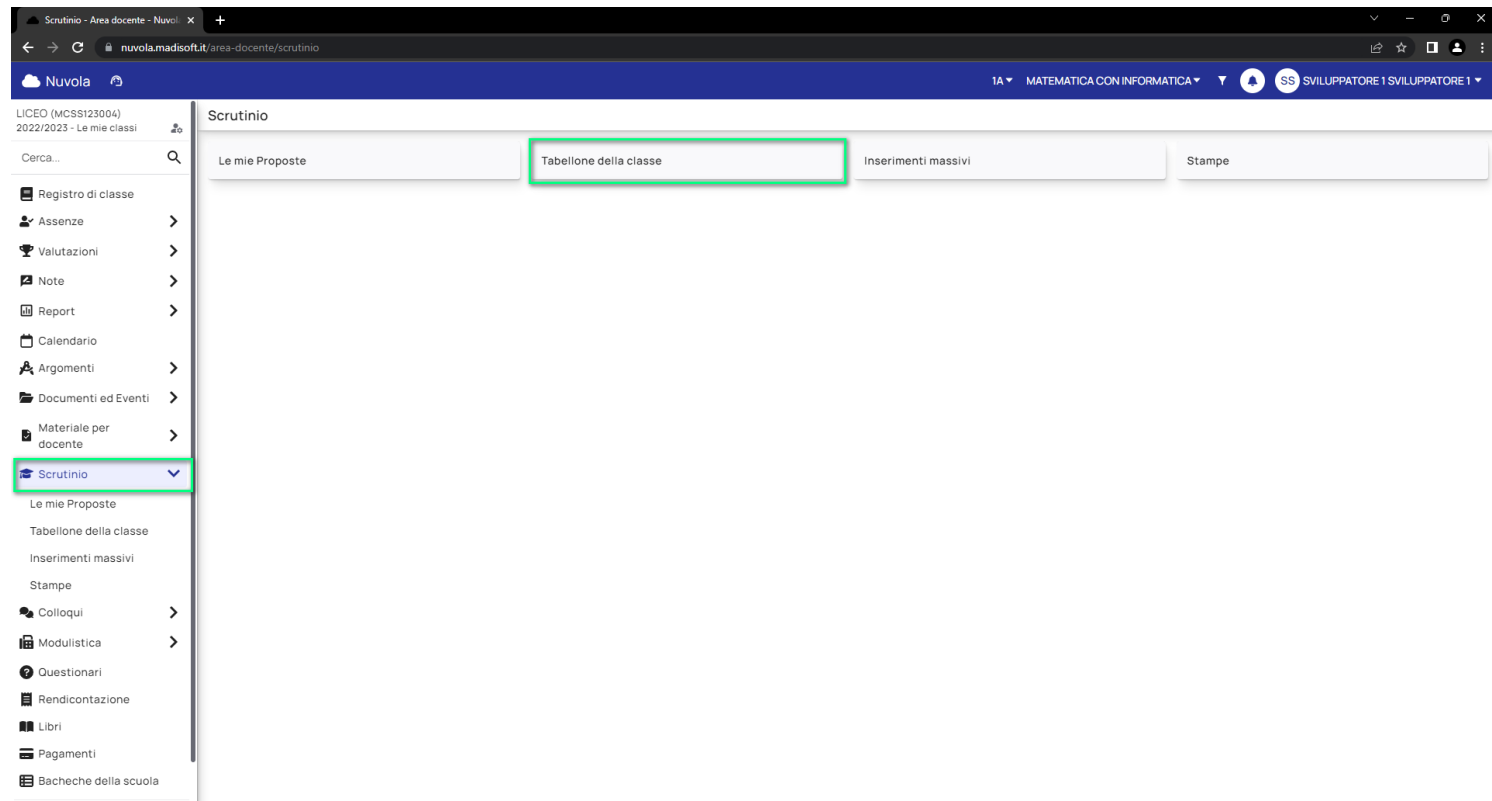 Scrutinio - Area docente - Nuvol
nuvola.madisoft.it/area-docente/scrutinio
Nuvola
1A MATEMATICA CON INFORMATICA SS SVILUPPATORE 1 SVILUPPATORE 1
LICEO (MCSS123004)
2022/2023 - Le mie classi
Scrutinio
Cerca...
Le mie Proposte Tabellone della classe Inserimenti massivi Stampe
Registro di classe
Assenze
Valutazioni
Note
Report
Calendario
Argomenti
Documenti ed Eventi
Materiale per
docente
Scrutinio
Le mie Proposte
Tabellone della classe
Inserimenti massivi
Stampe
Colloqui
Modulistica
Questionari
Rendicontazione
Libri
Pagamenti
Bacheche della scuola